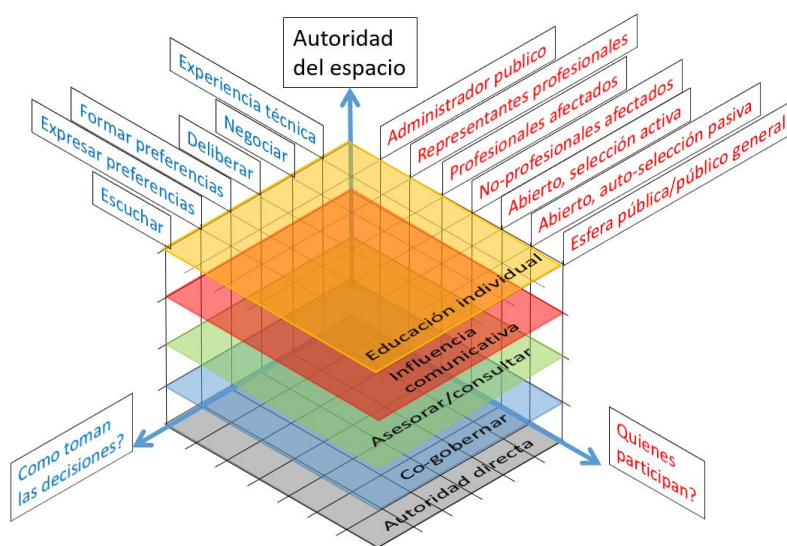 Autoridad
del espacio
Experiencia técnica
Negociar
Deliberar
Formar preferencias
Expresar preferencias
Escuchar
Administrador publico
Representantes profesionales
Profesionales afectados
No-profesionales afectados
Abierto, selección activa
Abierto, auto-selección pasiva
Esfera pública/público general
Educación individual
Influencia
comunicativa
Asesorar/consultar
Co-gobernar
Autoridad directa
Como toman
las decisiones?
Quienes
participan?